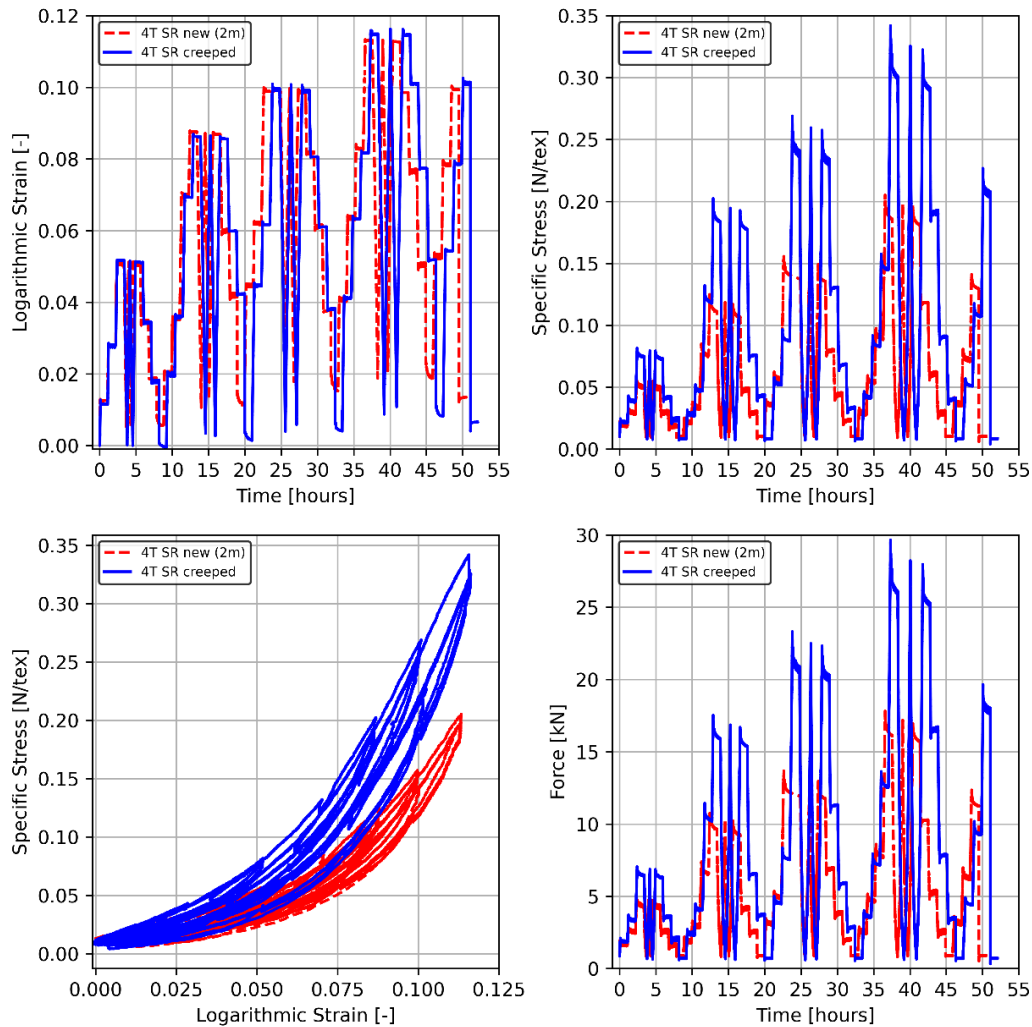 0.12
0.10
0.08
0.06
0.04
0.02
0.00
Logarithmic Strain [-]
4T SR new (2m)
4T SR creeped
0 5 10 15 20 25 30 35 40 45 50 55
Time [hours]
0.35
0.30
0.25
0.20
0.15
0.10
0.05
0.00
Specific Stress [N/tex]
4T SR new (2m)
4T SR creeped
0 5 10 15 20 25 30 35 40 45 50 55
Time [hours]
0.35
0.30
0.25
0.20
0.15
0.10
0.05
0.00
Specific Stress [N/tex]
4T SR new (2m)
4T SR creeped
0.000 0.025 0.050 0.075 0.100 0.125
Logarithmic Strain [-]
30
25
20
15
10
5
0
Force [kN]
4T SR new (2m)
4T SR creeped
0 5 10 15 20 25 30 35 40 45 50 55
Time [hours]